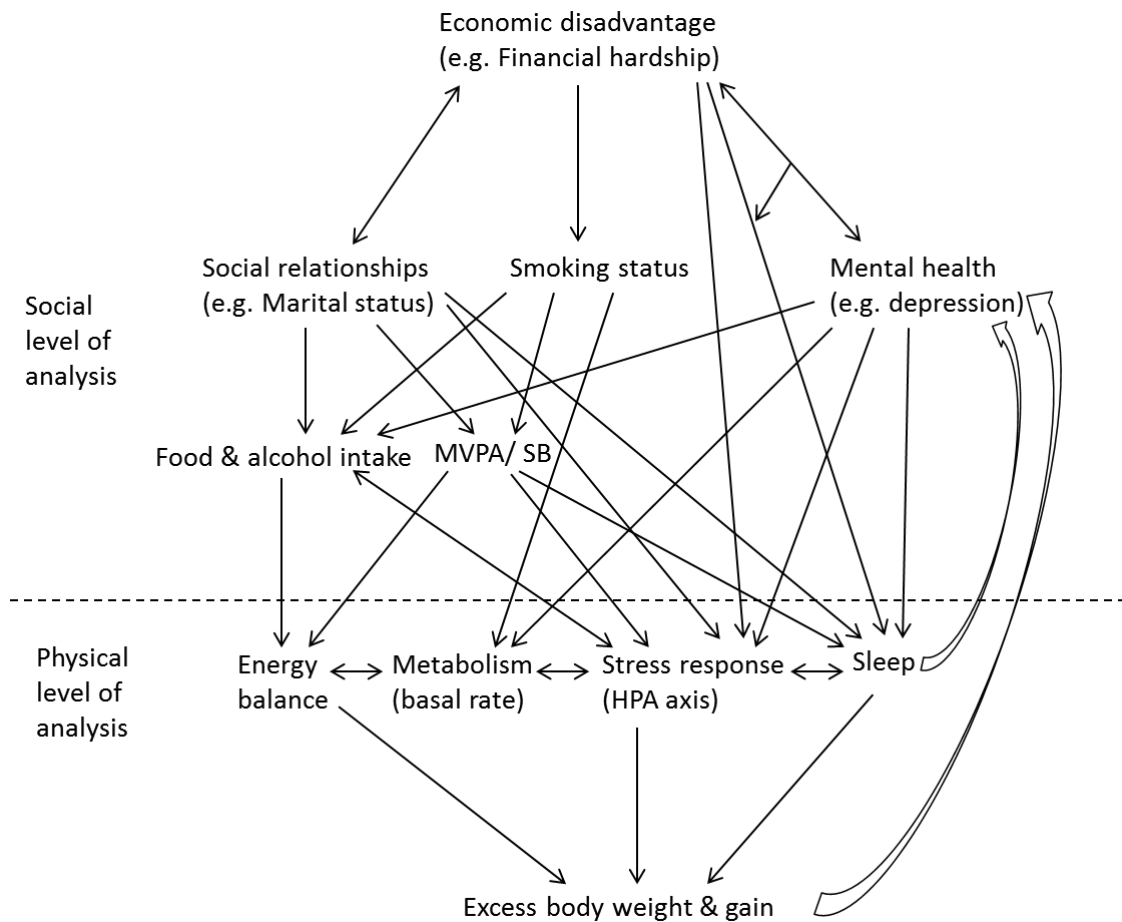 Economic disadvantage
(e.g. Financial hardship)
Social relationships
(e.g. Marital status)
Smoking status
Mental health
(e.g. depression)
Social
level of
analysis
Food & alcohol intake
MVPA/ SB
Physical
level of
analysis
Energy
balance
Metabolism
(basal rate)
Stress response
(HPA axis)
Sleep
Excess body weight & gain